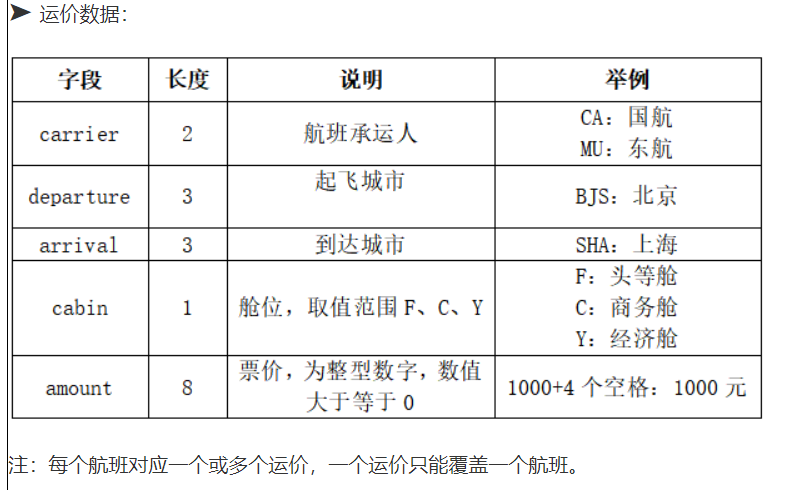 ➤ 运价数据：
字段 长度 说明 举例
carrier 2 航班承运人 CA：国航
MU：东航
departure 3 起飞城市 BJS：北京
arrival 3 到达城市 SHA：上海
cabin 1 舱位，取值范围 F、C、Y F：头等舱
C：商务舱
Y：经济舱
amount 8 票价，为整型数字，数值
大于等于 0 1000+4 个空格：1000 元
注：每个航班对应一个或多个运价，一个运价只能覆盖一个航班。